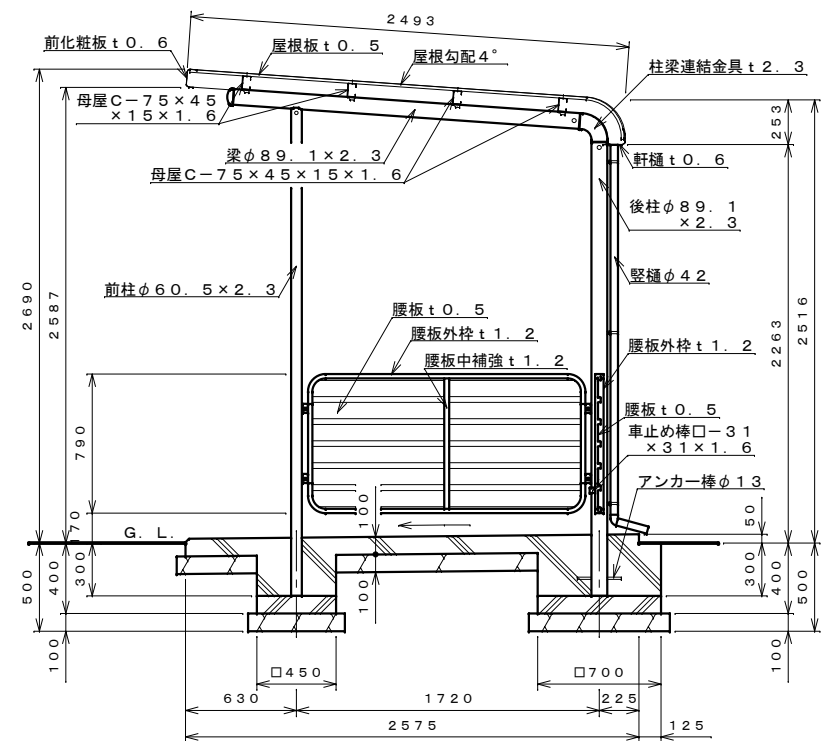 2493
前化粧板ｔ０．６
屋根板ｔ０．５
屋根勾配４°
柱梁連結金具ｔ２．３
母屋Ｃ－７５×４５
×１５×１．６
253
梁φ８９．１×２．３
軒樋ｔ０．６
母屋Ｃ－７５×４５×１５×１．６
後柱φ８９．１
×２．３
竪樋φ４２
前柱φ６０．５×２．３
2690
2587
2263
2516
腰板ｔ０．５
腰板外枠ｔ１．２
腰板中補強ｔ１．２
腰板外枠ｔ１．２
腰板ｔ０．５
車止め棒□－３１
×３１×１．６
アンカー棒φ１３
790
170
100
50
Ｇ．Ｌ．
500
400
300
100
300
400
500
100
100
□450
□700
630
1720
225
2575
125